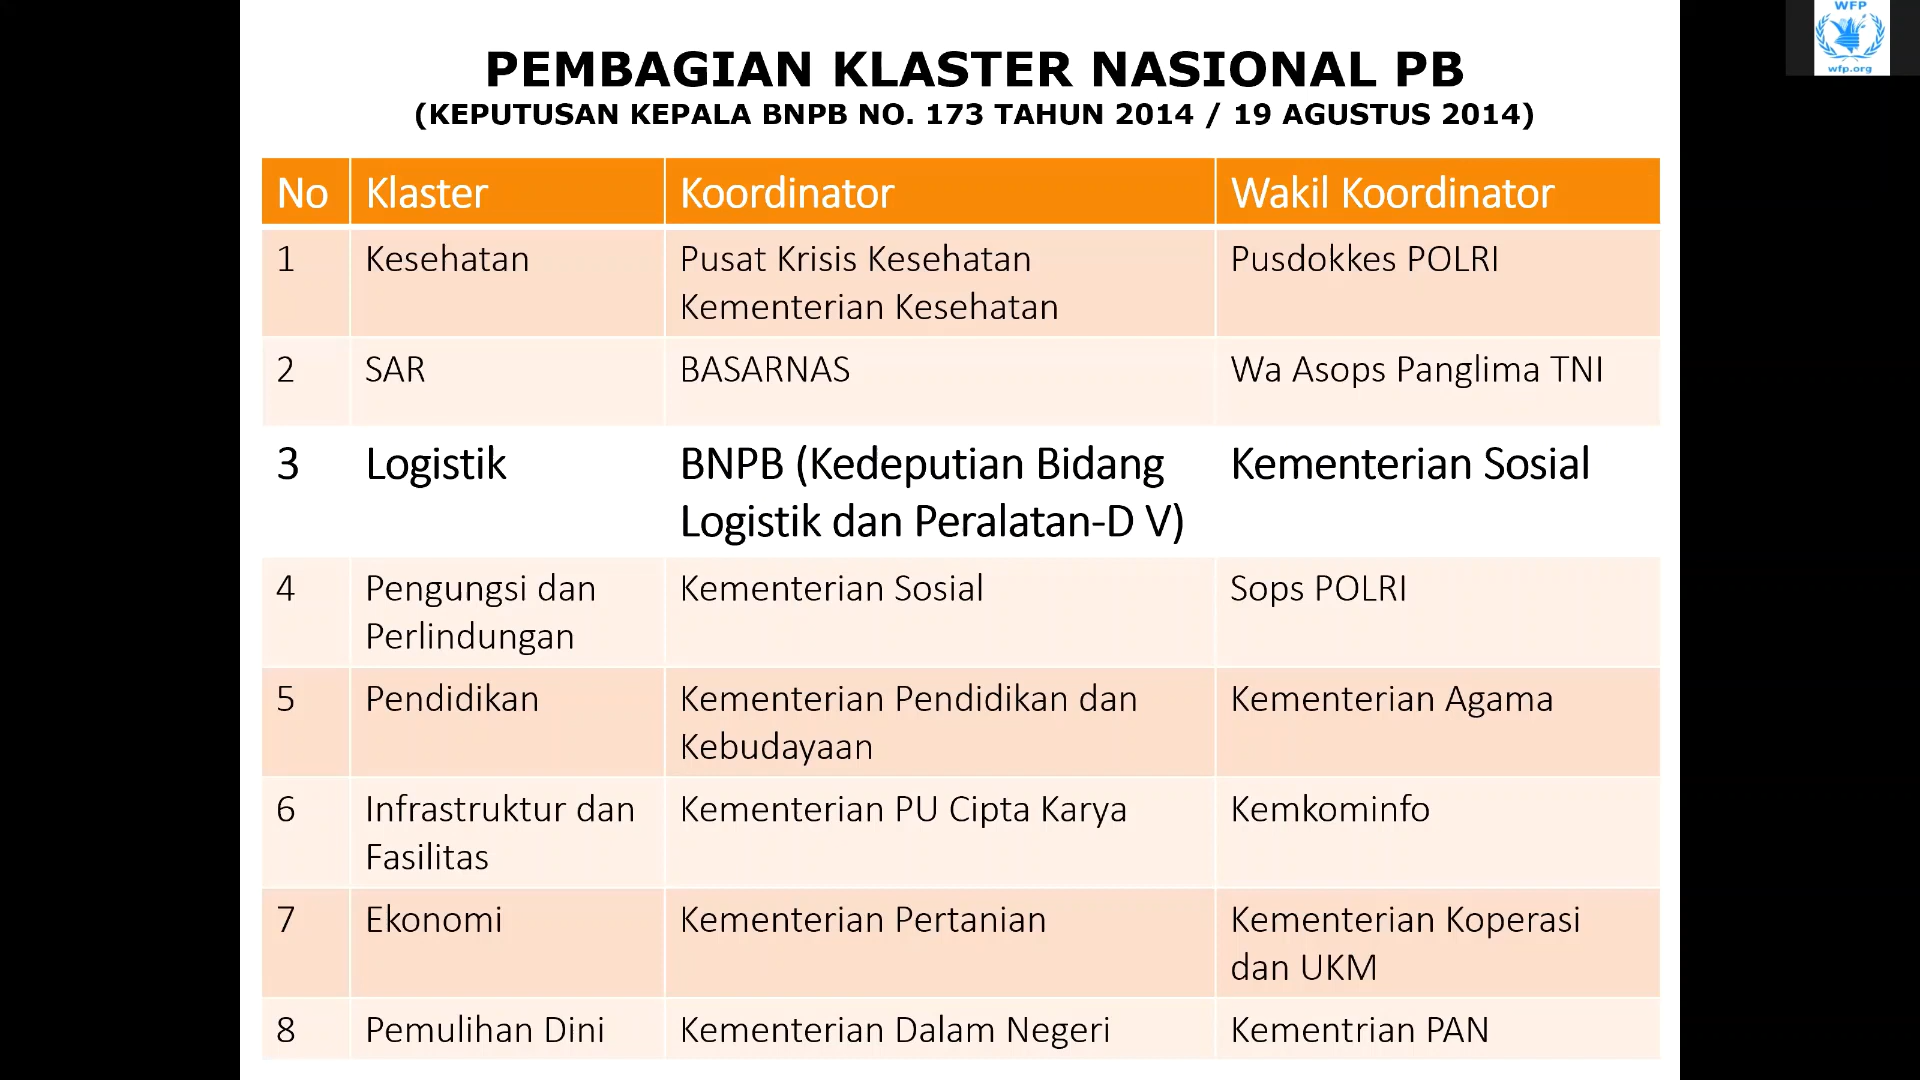 WFP
wfp.org
PEMBAGIAN KLASTER NASIONAL PB
(KEPUTUSAN KEPALA BNPB NO. 173 TAHUN 2014 / 19 AGUSTUS 2014)
No Klaster Koordinator Wakil Koordinator
1 Kesehatan Pusat Krisis Kesehatan Pusdokkes POLRI
Kementerian Kesehatan
2 SAR BASARNAS Wa Asops Panglima TNI
3 Logistik BNPB (Kedeputian Bidang Kementerian Sosial
Logistik dan Peralatan-D V)
4 Pengungsi dan Kementerian Sosial Sops POLRI
Perlindungan
5 Pendidikan Kementerian Pendidikan dan Kementerian Agama
Kebudayaan
6 Infrastruktur dan Kementerian PU Cipta Karya Kemkominfo
Fasilitas
7 Ekonomi Kementerian Pertanian Kementerian Koperasi
dan UKM
8 Pemulihan Dini Kementerian Dalam Negeri Kementrian PAN